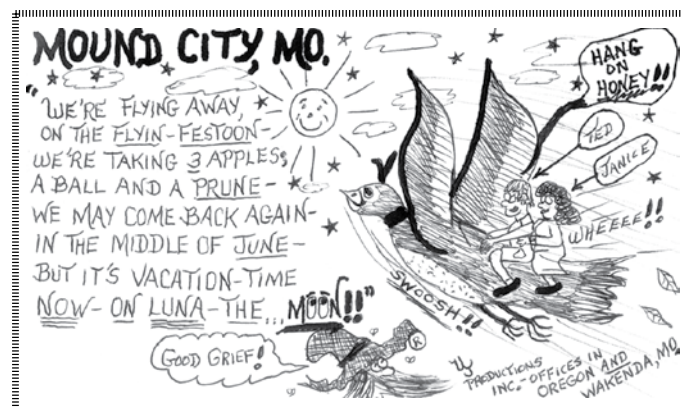 MOUND CITY, MO.
"WE'RE FLYING AWAY,
ON THE FLYIN-FESTOON-
WE'RE TAKING 3 APPLES,
A BALL AND A PRUNE-
WE MAY COME BACK AGAIN-
IN THE MIDDLE OF JUNE-
BUT IT'S VACATION-TIME
NOW- ON LUNA-THE... MOON!!"
HANG
ON
HONEY!!
TED
JANICE
WHEEEE!!
SWOOSH!!
GOOD GRIEF!
R
PRODUCTIONS
INC.-OFFICES IN
OREGON AND
WAKENDA, MO.